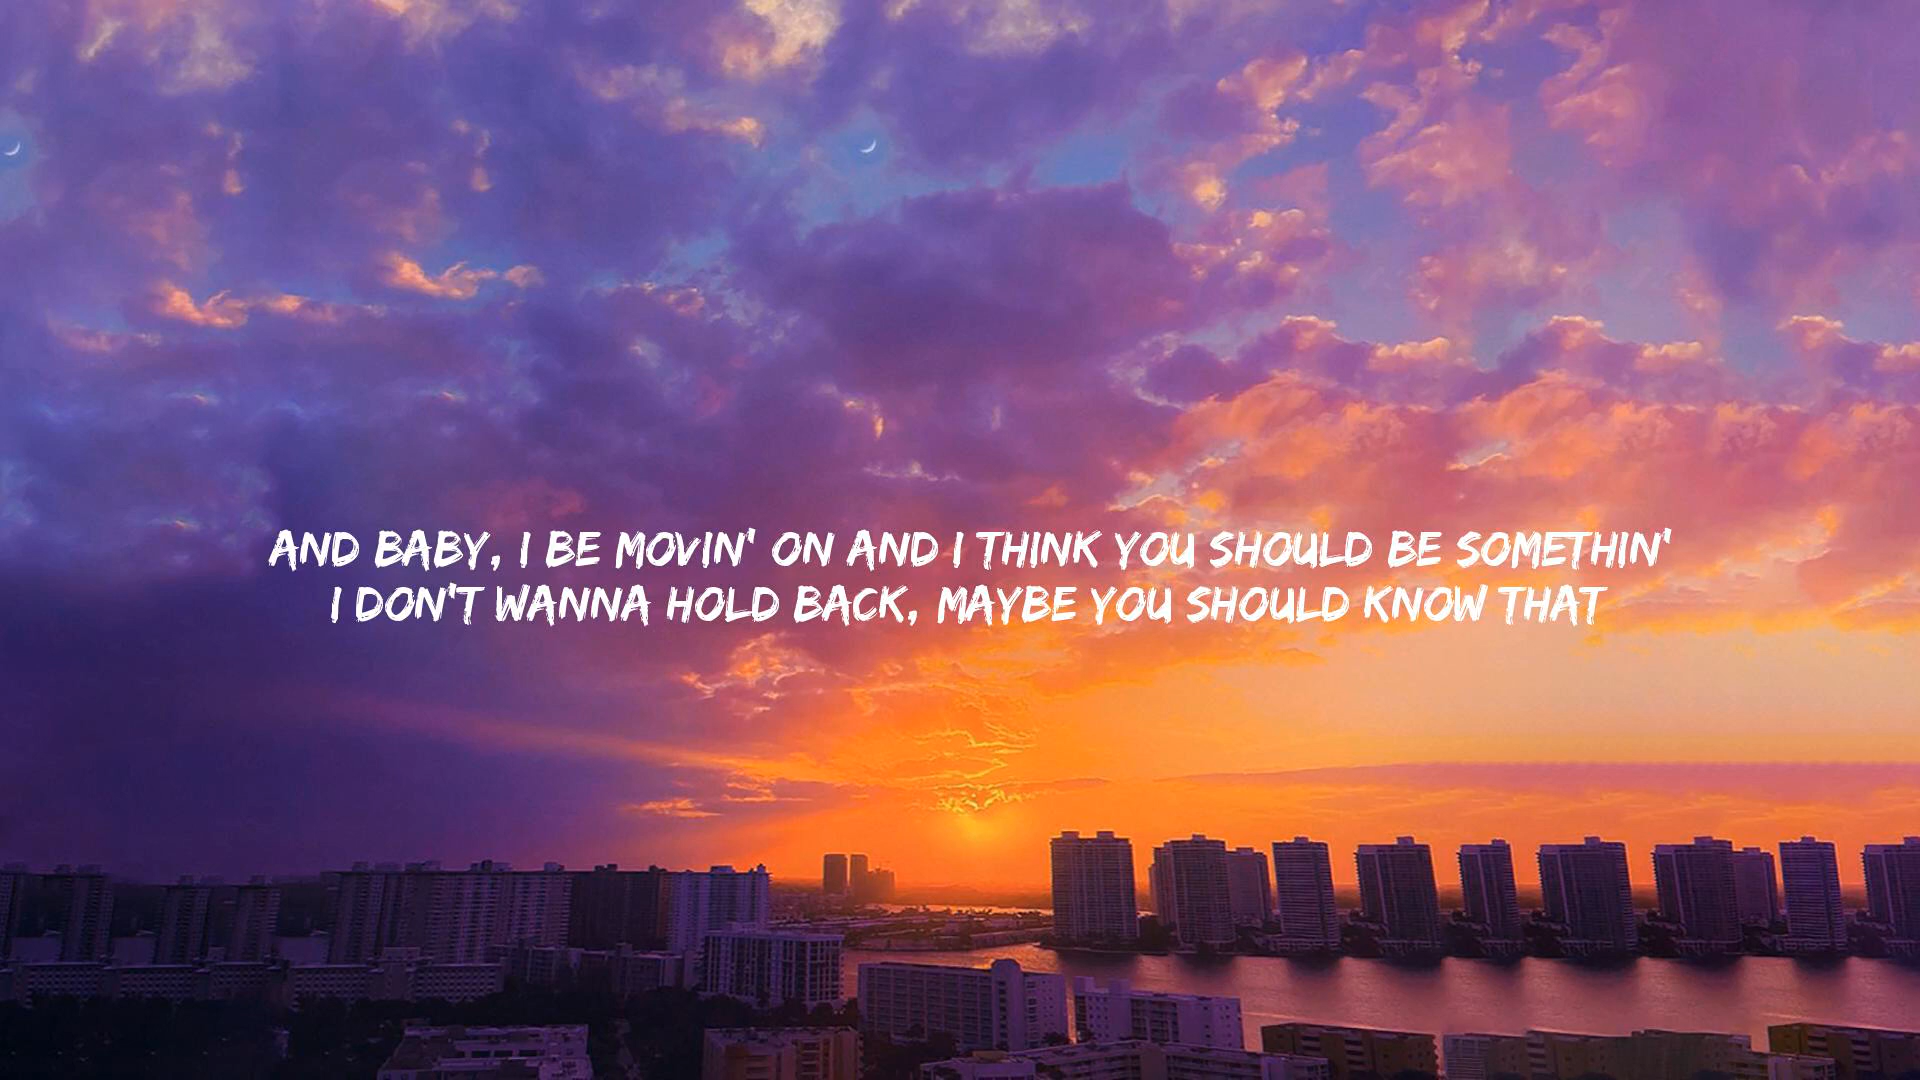 AND BABY, I BE MOVIN' ON AND I THINK YOU SHOULD BE SOMETHIN'
I DON'T WANNA HOLD BACK, MAYBE YOU SHOULD KNOW THAT